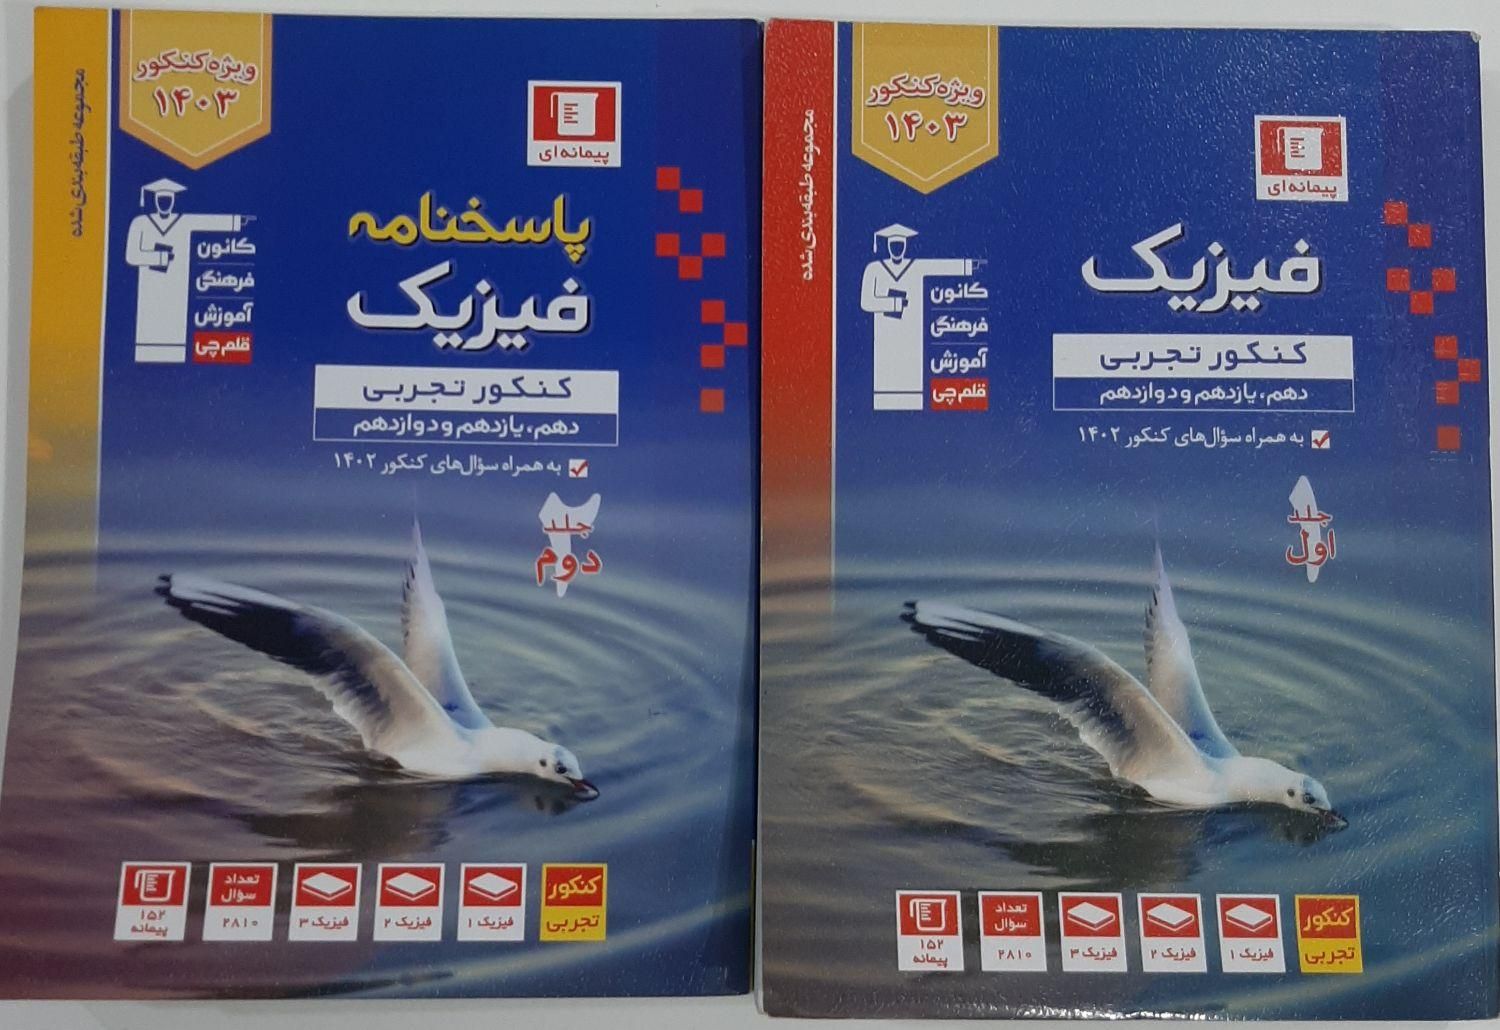 ویژه کنکور
۱۴۰۳
مجموعه طبقه‌بندی شده
پیمانه‌ای
فیزیک
کانون
فرهنگی
آموزش
قلم‌چی
کنکور تجربی
دهم، یازدهم و دوازدهم
به همراه سؤال‌های کنکور ۱۴۰۲
جلد
اول
کنکور
تجربی
فیزیک ۱
فیزیک ۲
فیزیک ۳
تعداد
سؤال
۲۸۱۰
۱۵۲
پیمانه
ویژه کنکور
۱۴۰۳
مجموعه طبقه‌بندی شده
پیمانه‌ای
پاسخنامه
فیزیک
کانون
فرهنگی
آموزش
قلم‌چی
کنکور تجربی
دهم، یازدهم و دوازدهم
به همراه سؤال‌های کنکور ۱۴۰۲
جلد
دوم
کنکور
تجربی
فیزیک ۱
فیزیک ۲
فیزیک ۳
تعداد
سؤال
۲۸۱۰
۱۵۲
پیمانه